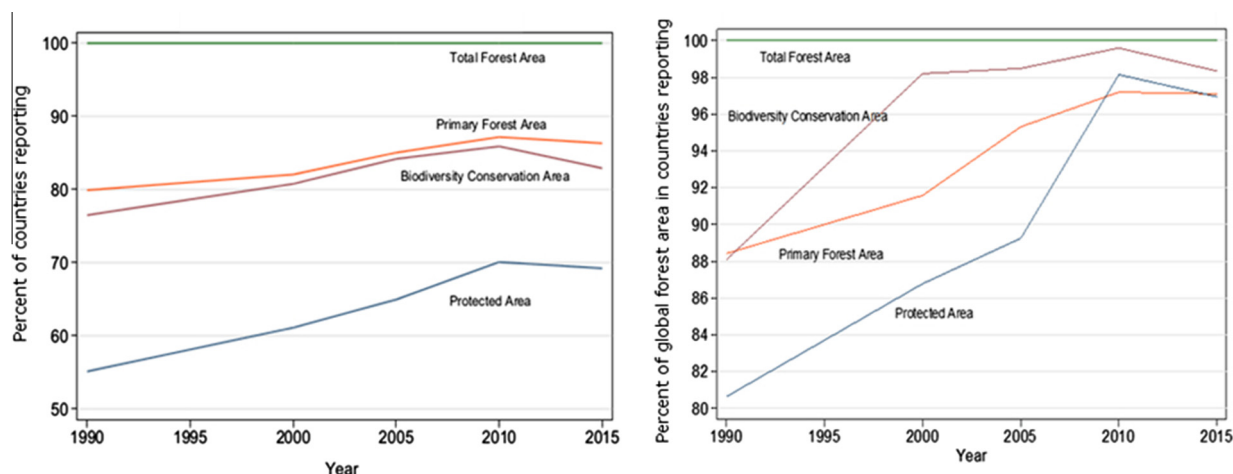 Percent of countries reporting
100
90
80
70
60
50
Total Forest Area
Primary Forest Area
Biodiversity Conservation Area
Protected Area
1990 1995 2000 2005 2010 2015
Year
Percent of global forest area in countries reporting
100
98
96
94
92
90
88
86
84
82
80
Total Forest Area
Biodiversity Conservation Area
Primary Forest Area
Protected Area
1990 1995 2000 2005 2010 2015
Year